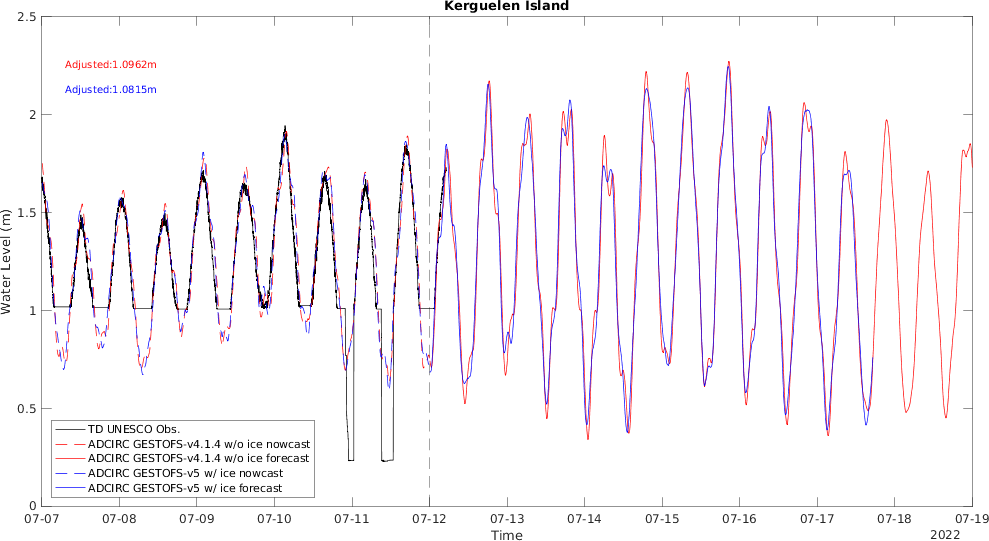 Kerguelen Island
2.5
2
1.5
1
0.5
0
Water Level (m)
Adjusted:1.0962m
Adjusted:1.0815m
TD UNESCO Obs.
ADCIRC GESTOFS-v4.1.4 w/o ice nowcast
ADCIRC GESTOFS-v4.1.4 w/o ice forecast
ADCIRC GESTOFS-v5 w/ ice nowcast
ADCIRC GESTOFS-v5 w/ ice forecast
07-07 07-08 07-09 07-10 07-11 07-12 07-13 07-14 07-15 07-16 07-17 07-18 07-19
Time
2022